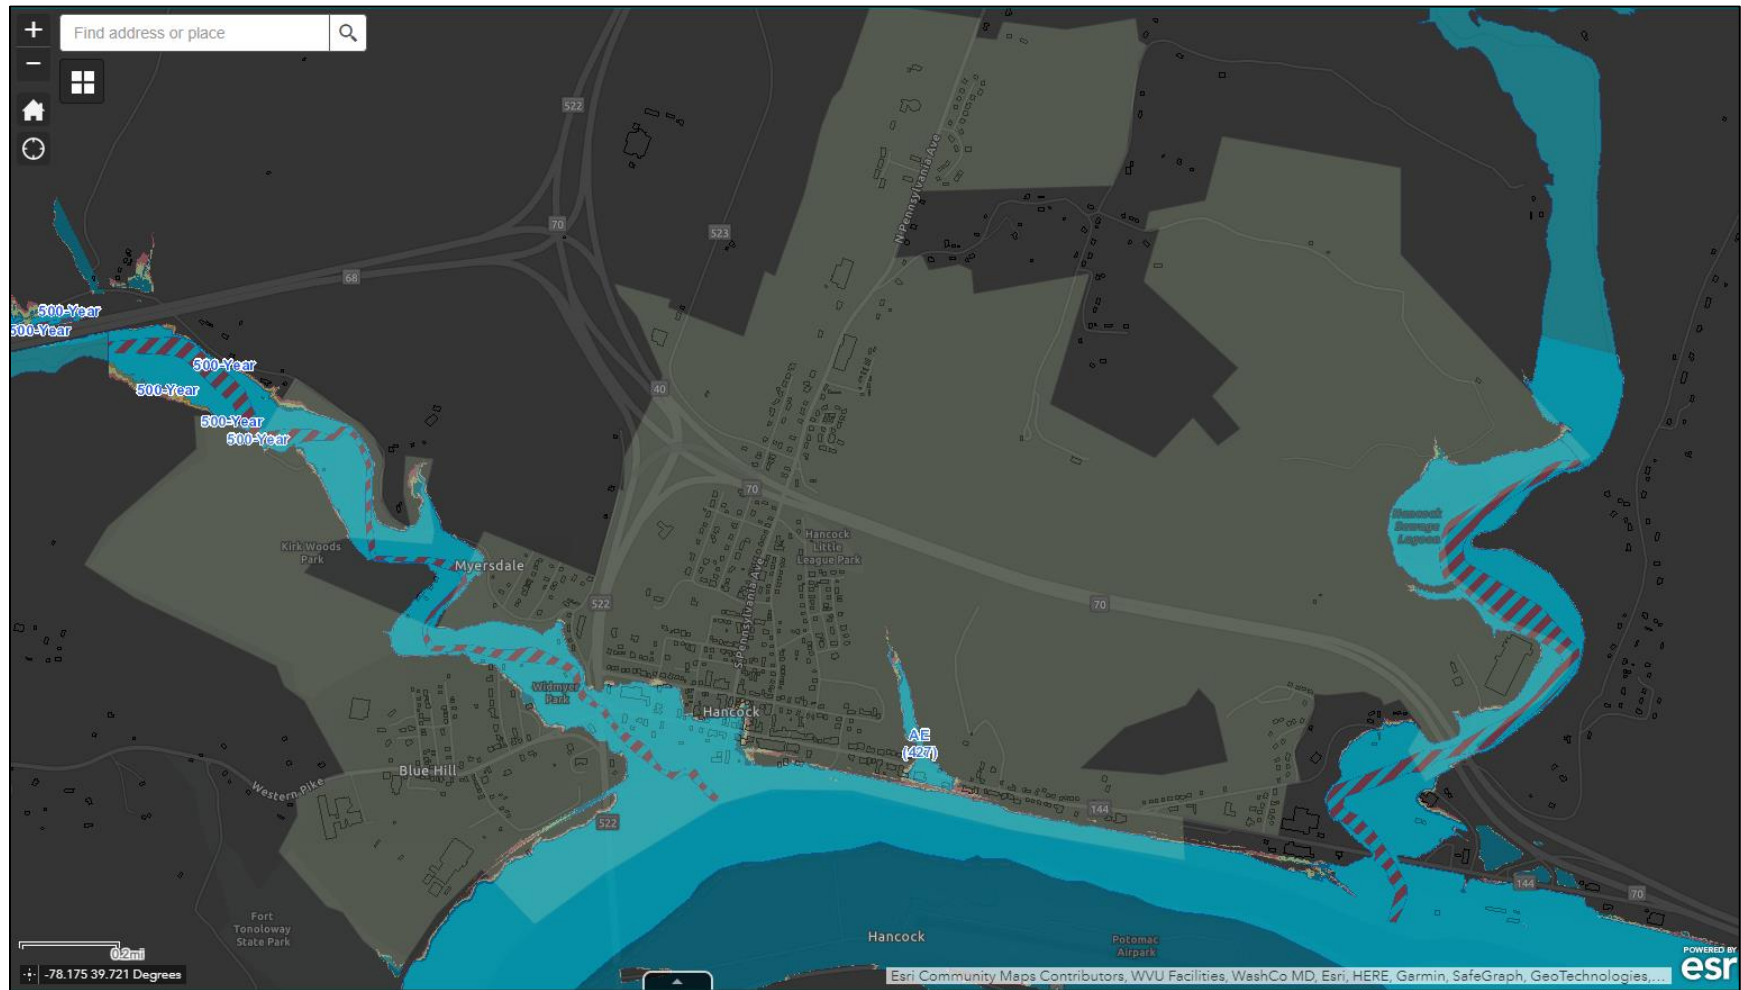 +
Find address or place
−
522
N Pennsylvania Ave
70
523
68
500-Year
500-Year
500-Year
500-Year
40
500-Year
500-Year
70
Hancock
Sewage
Lagoon
Kirk Woods
Park
Hancock
Little
League Park
Myersdale
522
70
S Pennsylvania Ave
Widmyer
Park
Hancock
AE
(427)
Blue Hill
Western Pike
144
522
144
70
Fort
Tonoloway
State Park
Hancock
Potomac
Airpark
0.2mi
-78.175 39.721 Degrees
Esri Community Maps Contributors, WVU Facilities, WashCo MD, Esri, HERE, Garmin, SafeGraph, GeoTechnologies,...
POWERED BY
esri